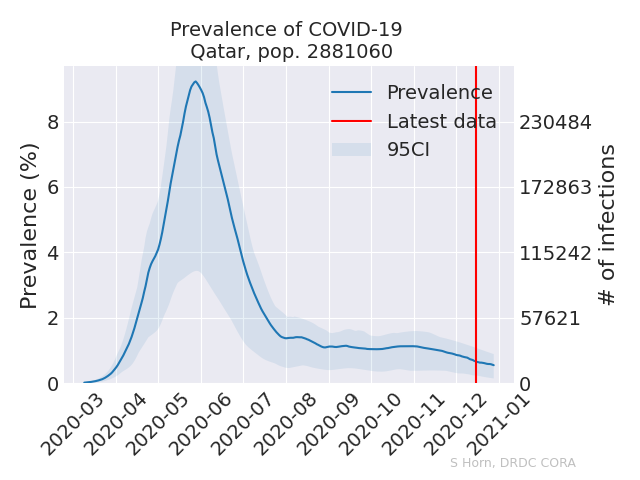 Prevalence of COVID-19
Qatar, pop. 2881060
Prevalence (%)
8
6
4
2
0
Prevalence
Latest data
95CI
230484
172863
115242
57621
0
# of infections
2020-03
2020-04
2020-05
2020-06
2020-07
2020-08
2020-09
2020-10
2020-11
2020-12
2021-01
S Horn, DRDC CORA